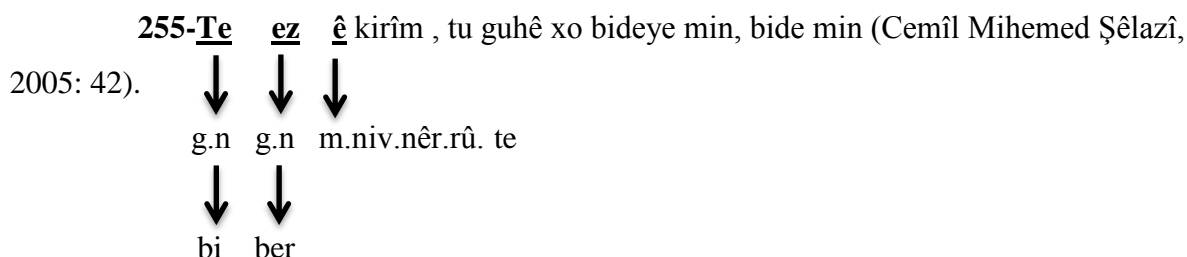 255-Te ez ê kirîm , tu guhê xo bideye min, bide min (Cemîl Mihemed Şêlazî,
2005: 42).
g.n g.n m.niv.nêr.rû. te
bi ber